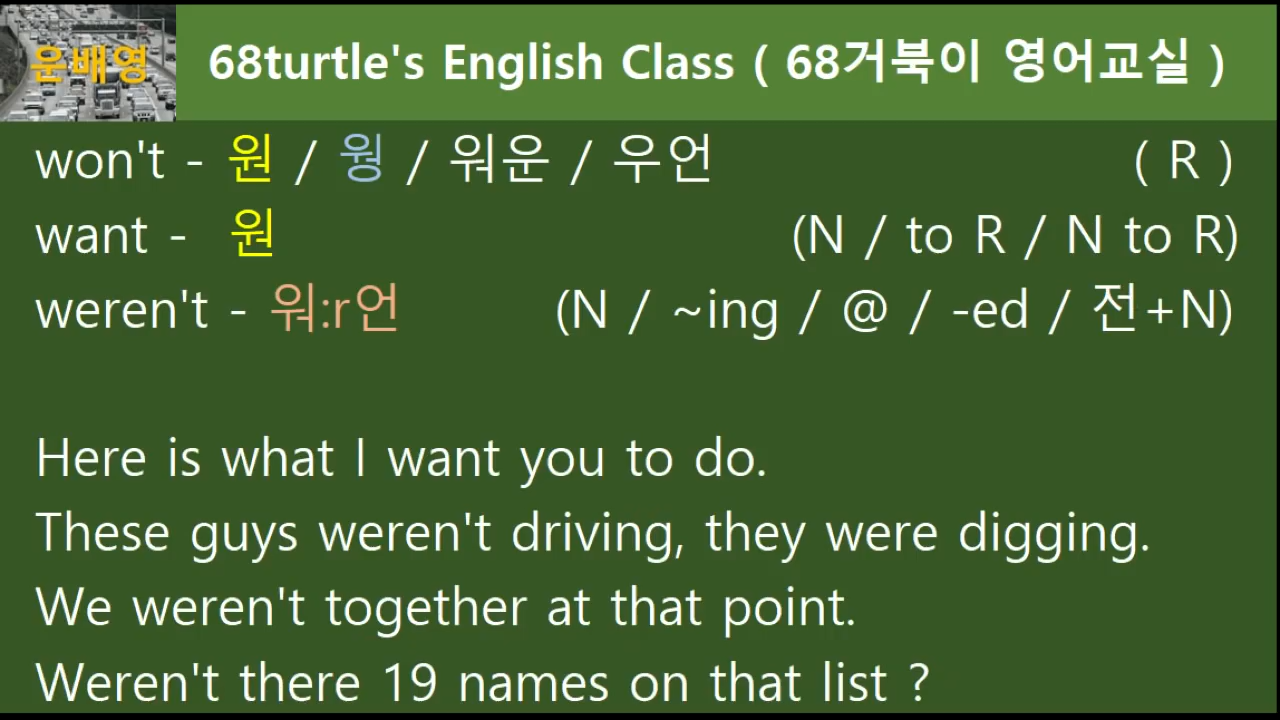 운배영
68turtle's English Class ( 68거북이 영어교실 )
won't - 원 / 웡 / 워운 / 우언 ( R )
want - 원 (N / to R / N to R)
weren't - 워:r언 (N / ~ing / @ / -ed / 전+N)
Here is what I want you to do.
These guys weren't driving, they were digging.
We weren't together at that point.
Weren't there 19 names on that list ?